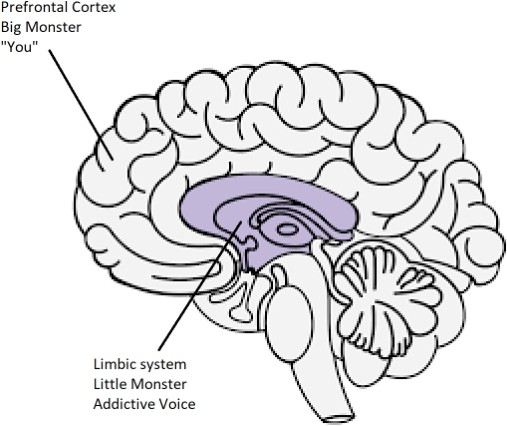 Prefrontal Cortex
Big Monster
"You"
Limbic system
Little Monster
Addictive Voice